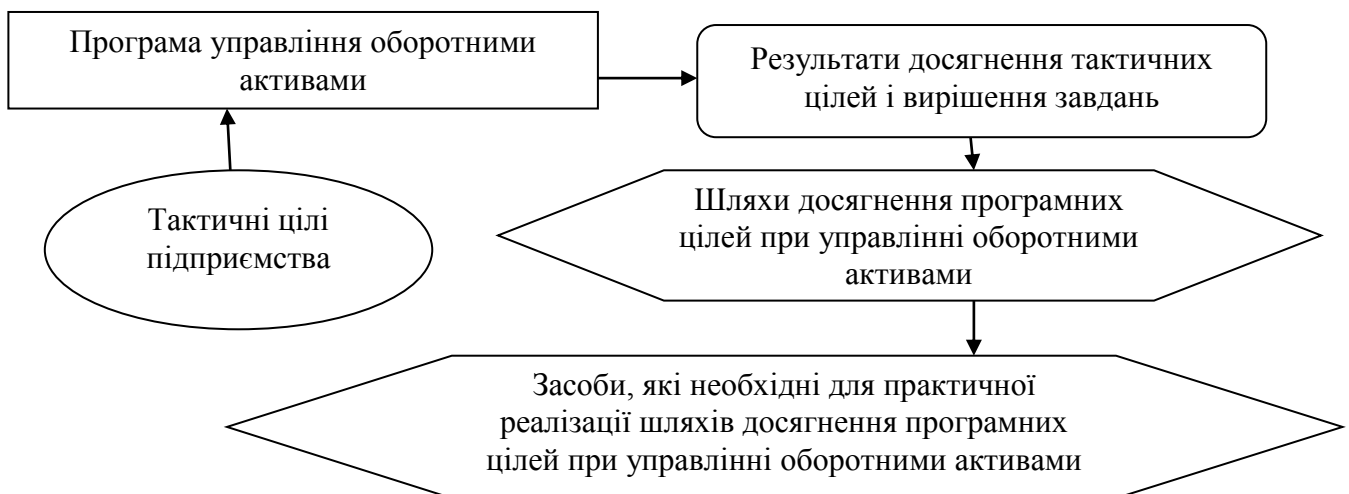 Програма управління оборотними
активами
Результати досягнення тактичних
цілей і вирішення завдань
Тактичні цілі
підприємства
Шляхи досягнення програмних
цілей при управлінні оборотними
активами
Засоби, які необхідні для практичної
реалізації шляхів досягнення програмних
цілей при управлінні оборотними активами